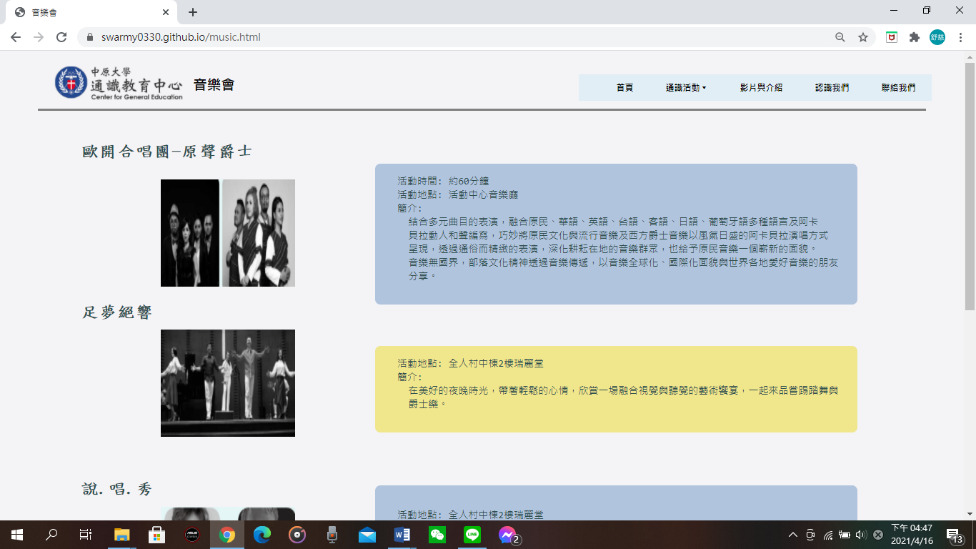 音樂會
swarmy0330.github.io/music.html
舒慈
中原大學
通識教育中心
Center for General Education
音樂會
首頁
通識活動
影片與介紹
認識我們
聯絡我們
歐開合唱團-原聲爵士
活動時間: 約60分鐘
活動地點: 活動中心音樂廳
簡介:
結合多元曲目的表演，融合原民、華語、英語、台語、客語、日語、葡萄牙語多種語言及阿卡
貝拉動人和聲編寫，巧妙將原民文化與流行音樂及西方爵士音樂以風氣日盛的阿卡貝拉演唱方式
呈現，透過通俗而精緻的表演，深化耕耘在地的音樂群眾，也給予原民音樂一個嶄新的面貌。
音樂無國界，部落文化精神透過音樂傳遞，以音樂全球化、國際化面貌與世界各地愛好音樂的朋友
分享。
足夢絕響
活動地點: 全人村中棟2樓瑞麗堂
簡介:
在美好的夜晚時光，帶著輕鬆的心情，欣賞一場融合視覺與聽覺的藝術饗宴，一起來品嘗踢踏舞與
爵士樂。
說.唱.秀
活動地點: 全人村中棟2樓瑞麗堂
2
下午 04:47
2021/4/16
13